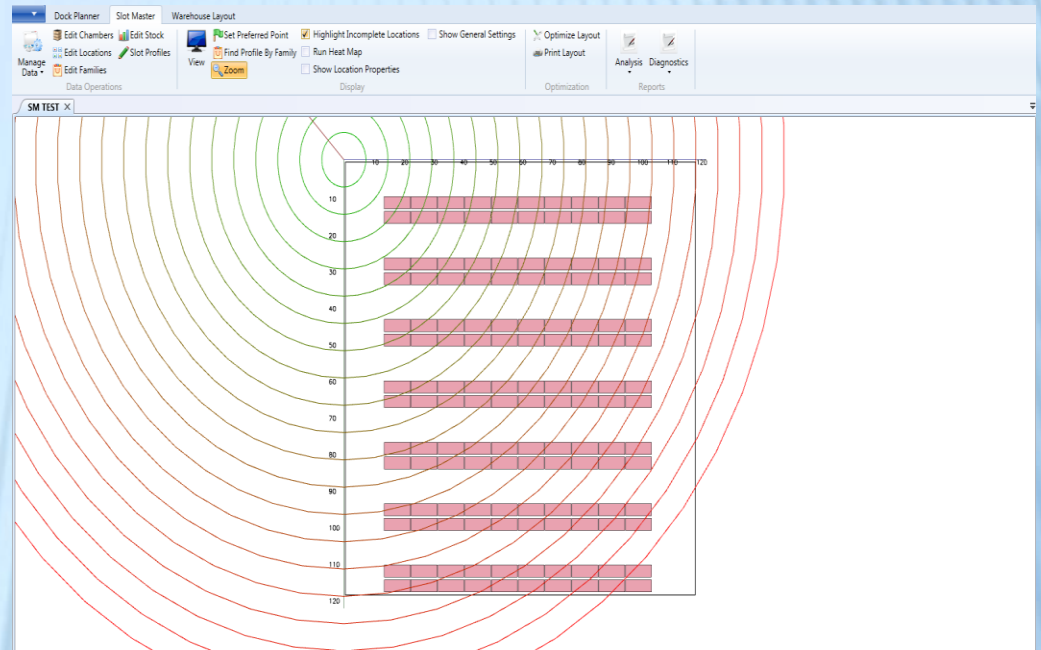 Dock Planner Slot Master Warehouse Layout
Manage Data
Edit Chambers Edit Stock
Edit Locations Slot Profiles
Edit Families
Data Operations
View
Set Preferred Point Highlight Incomplete Locations Show General Settings
Find Profile By Family Run Heat Map
Zoom Show Location Properties
Display
Optimize Layout
Print Layout
Optimization
Analysis Diagnostics
Reports
SM TEST
10 20 30 40 50 60 70 80 90 100 110 120
10
20
30
40
50
60
70
80
90
100
110
120